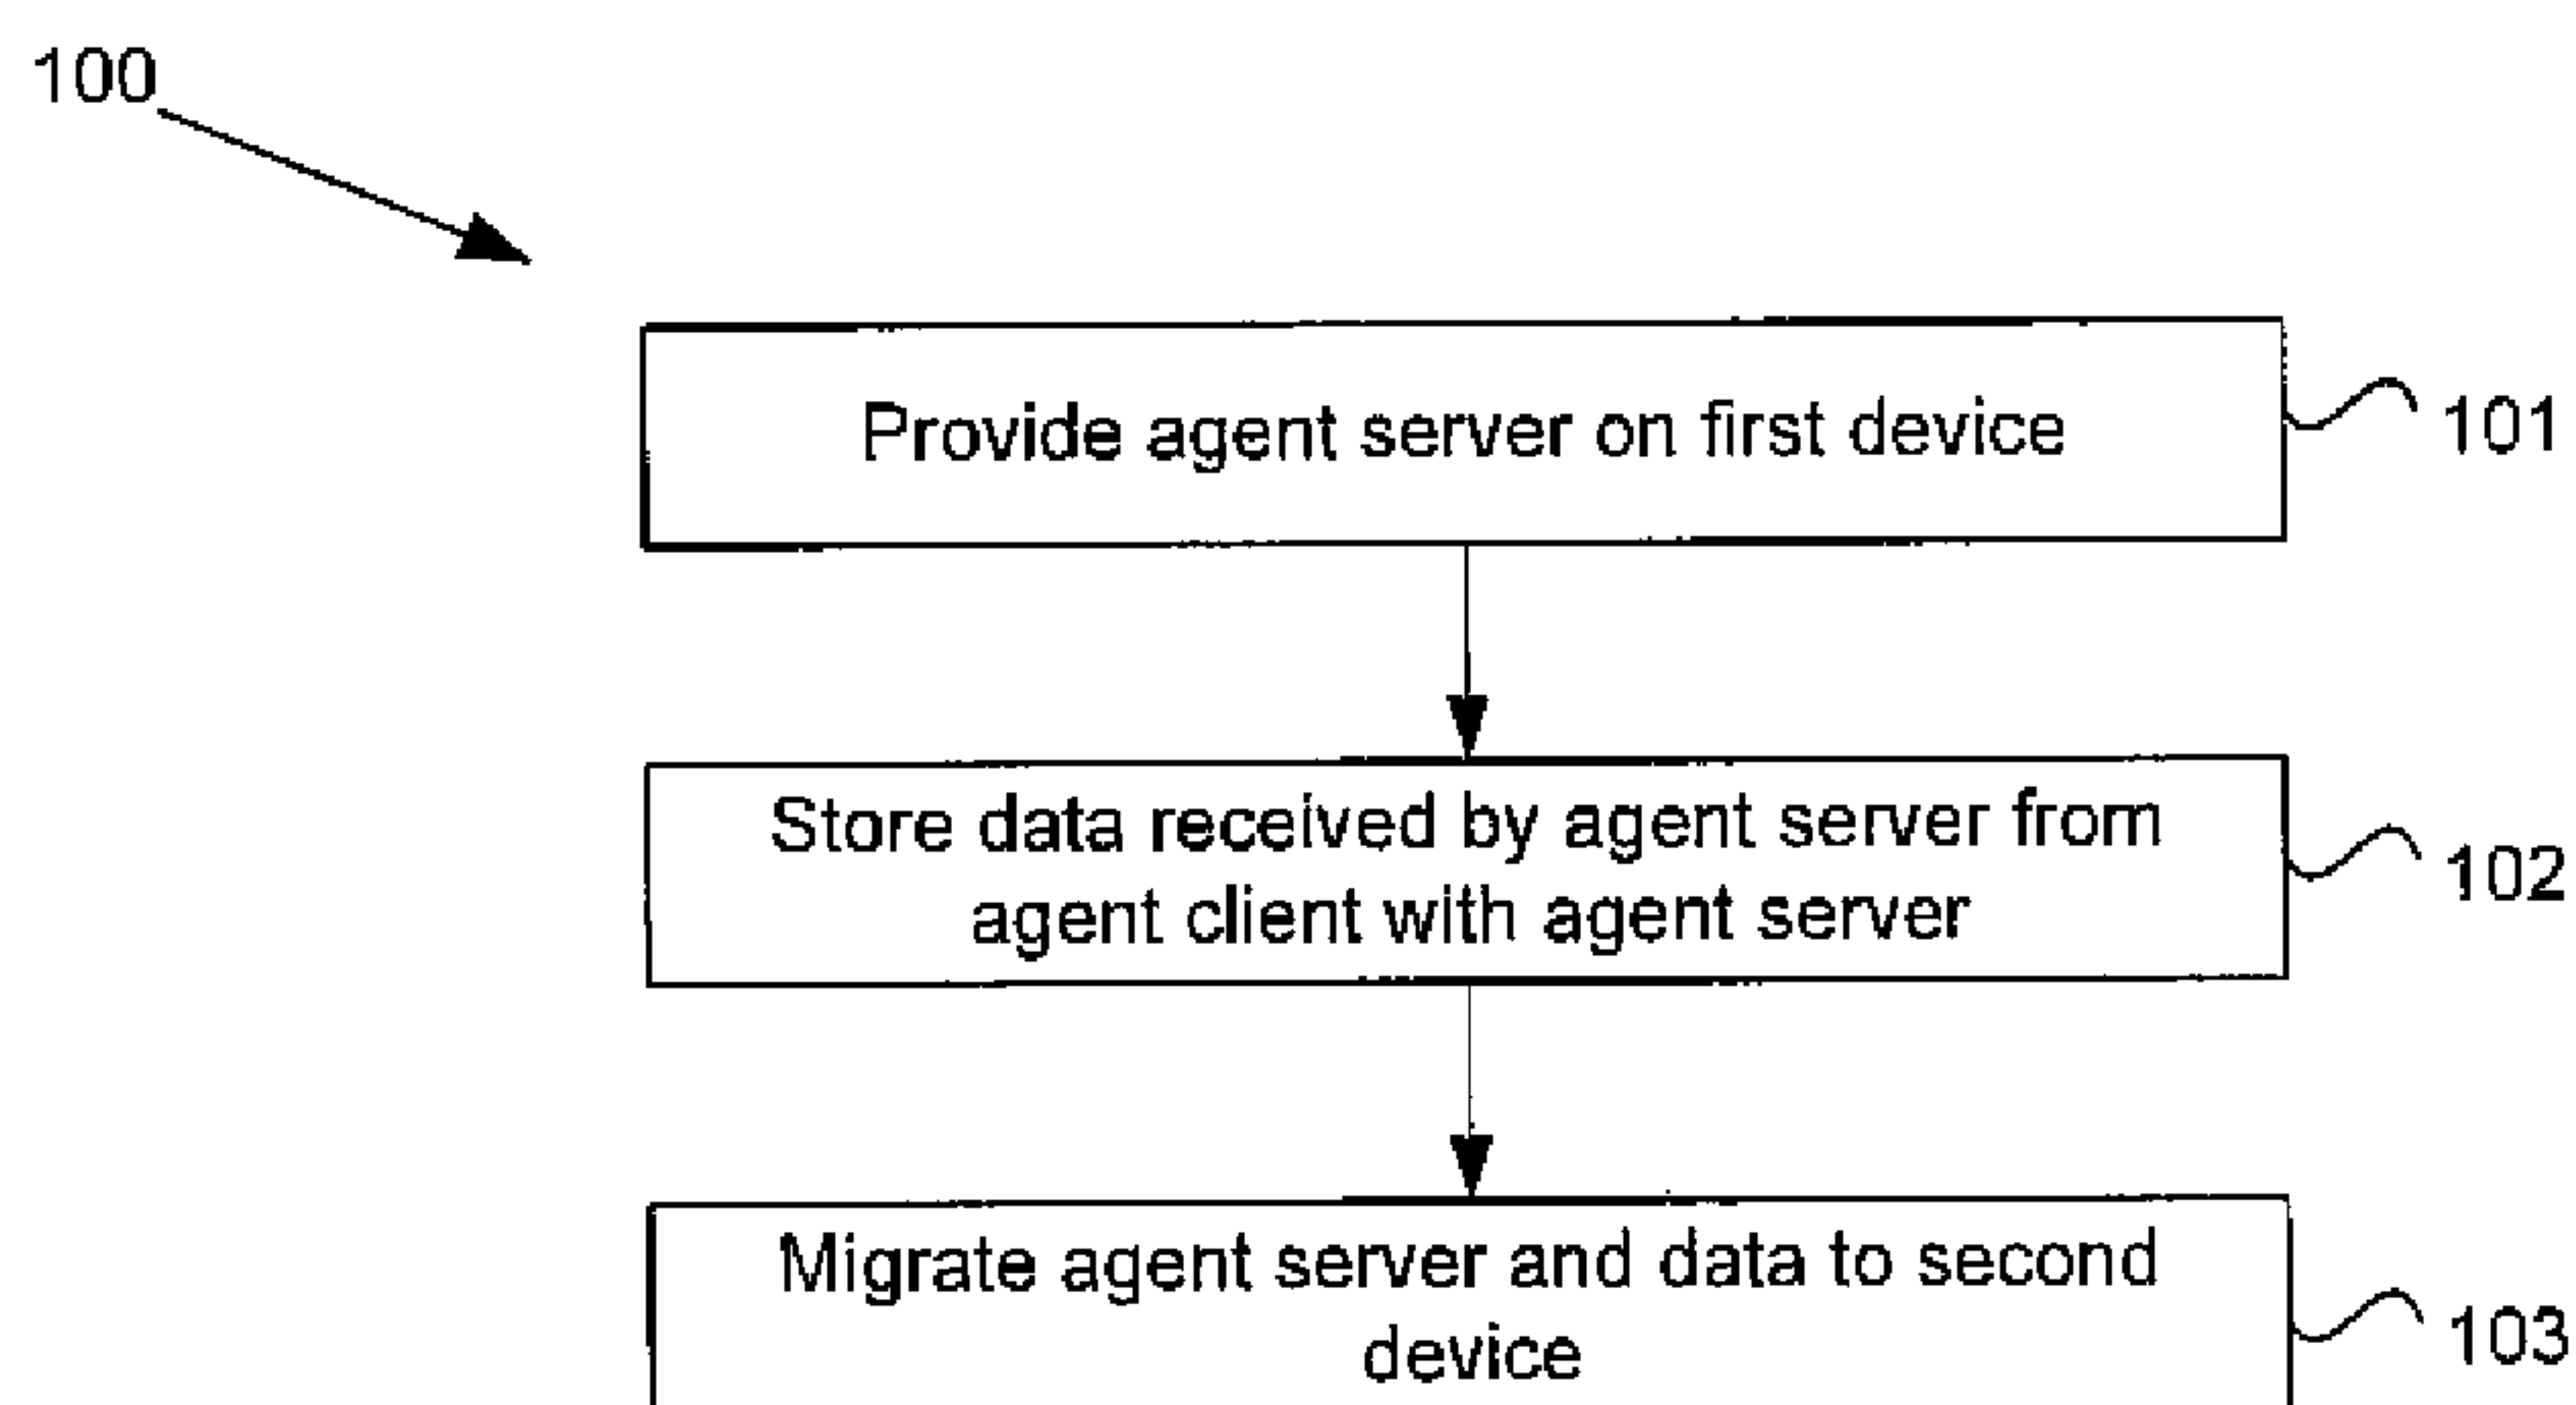 100
Provide agent server on first device
101
Store data received by agent server from
agent client with agent server
102
Migrate agent server and data to second
device
103